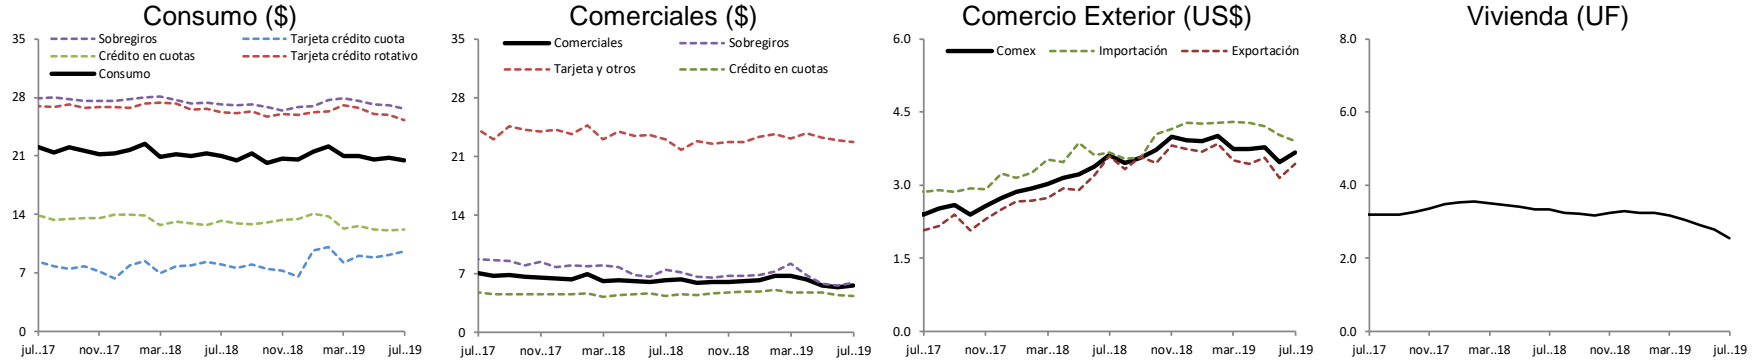 Consumo ($)
Sobregiros Tarjeta crédito cuota
Crédito en cuotas Tarjeta crédito rotativo
Consumo
35
28
21
14
7
0
jul..17 nov..17 mar..18 jul..18 nov..18 mar..19 jul..19
Comerciales ($)
Comerciales Sobregiros
Tarjeta y otros Crédito en cuotas
35
28
21
14
7
0
jul..17 nov..17 mar..18 jul..18 nov..18 mar..19 jul..19
Comercio Exterior (US$)
Comex Importación Exportación
6.0
4.5
3.0
1.5
0.0
jul..17 nov..17 mar..18 jul..18 nov..18 mar..19 jul..19
Vivienda (UF)
8.0
6.0
4.0
2.0
0.0
jul..17 nov..17 mar..18 jul..18 nov..18 mar..19 jul..19